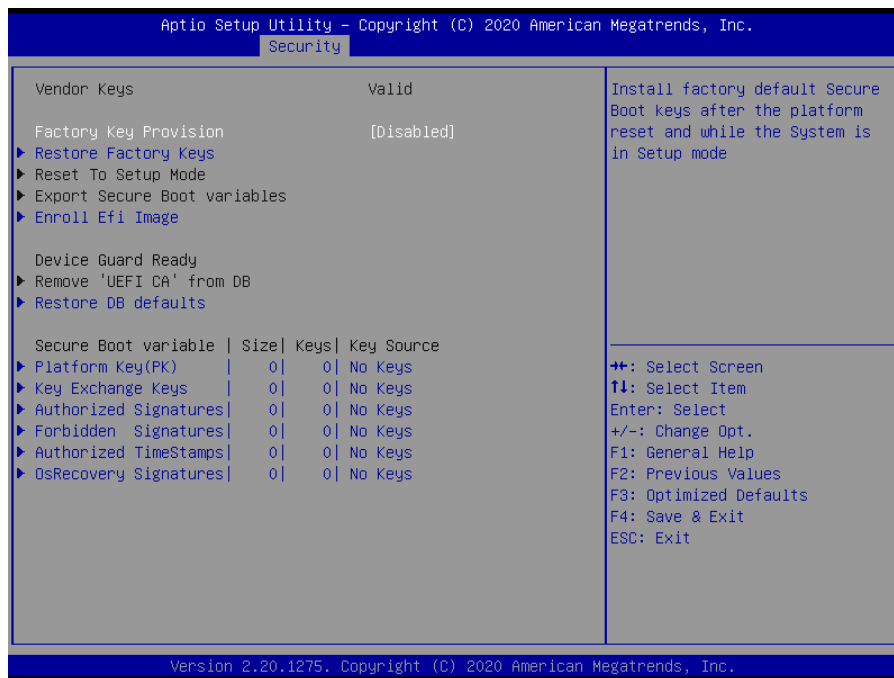 Aptio Setup Utility – Copyright (C) 2020 American Megatrends, Inc.
Security
Vendor Keys Valid
Factory Key Provision [Disabled]
Restore Factory Keys
Reset To Setup Mode
Export Secure Boot variables
Enroll Efi Image
Device Guard Ready
Remove 'UEFI CA' from DB
Restore DB defaults
Secure Boot variable | Size| Keys| Key Source
Platform Key(PK) | 0| 0| No Keys
Key Exchange Keys | 0| 0| No Keys
Authorized Signatures| 0| 0| No Keys
Forbidden Signatures| 0| 0| No Keys
Authorized TimeStamps| 0| 0| No Keys
OsRecovery Signatures| 0| 0| No Keys
Install factory default Secure
Boot keys after the platform
reset and while the System is
in Setup mode
→←: Select Screen
↑↓: Select Item
Enter: Select
+/-: Change Opt.
F1: General Help
F2: Previous Values
F3: Optimized Defaults
F4: Save & Exit
ESC: Exit
Version 2.20.1275. Copyright (C) 2020 American Megatrends, Inc.